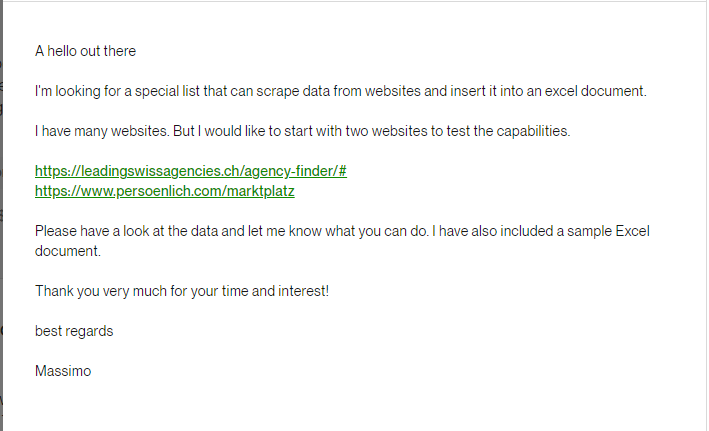 A hello out there
I'm looking for a special list that can scrape data from websites and insert it into an excel document.
I have many websites. But I would like to start with two websites to test the capabilities.
https://leadingswissagencies.ch/agency-finder/#
https://www.persoenlich.com/marktplatz
Please have a look at the data and let me know what you can do. I have also included a sample Excel
document.
Thank you very much for your time and interest!
best regards
Massimo